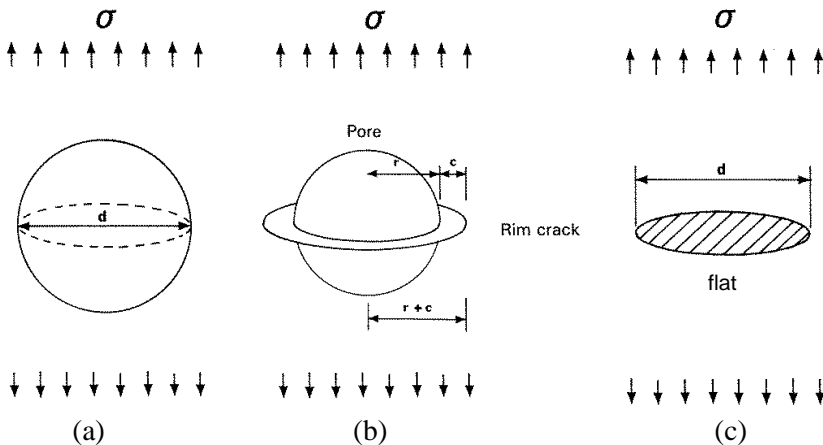 σ σ σ
Pore
r c
d
d
Rim crack
flat
r + c
(a) (b) (c)